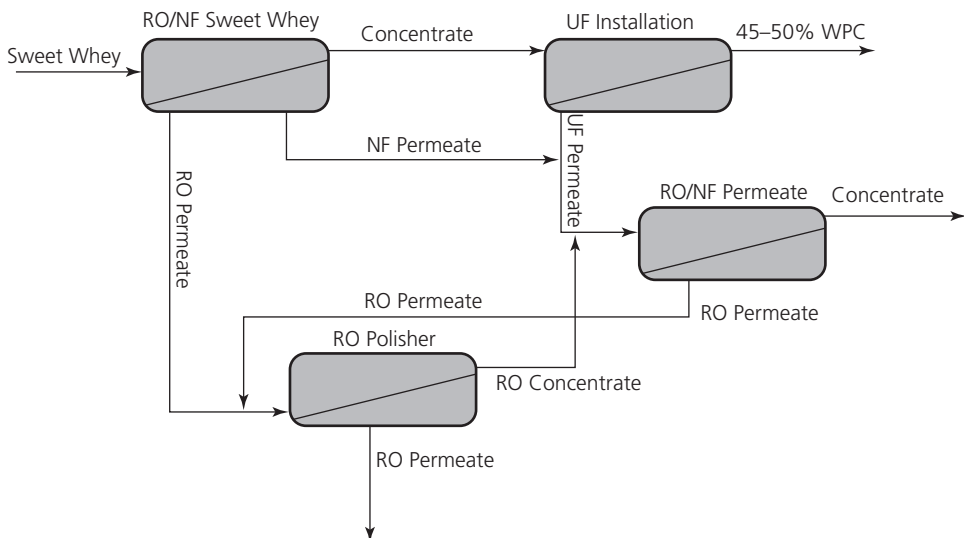 RO/NF Sweet Whey
UF Installation
Sweet Whey
Concentrate
45–50% WPC
NF Permeate
UF Permeate
RO Permeate
RO/NF Permeate
Concentrate
RO Permeate
RO Permeate
RO Polisher
RO Concentrate
RO Permeate